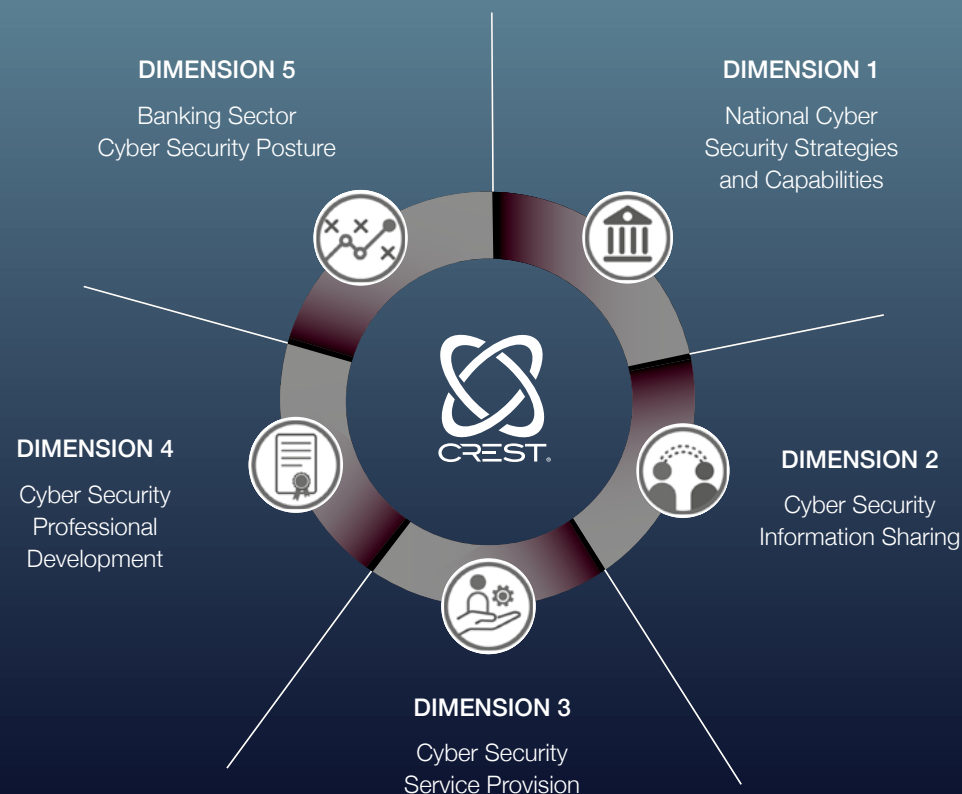 DIMENSION 5
Banking Sector
Cyber Security Posture
DIMENSION 1
National Cyber
Security Strategies
and Capabilities
CREST.
DIMENSION 4
Cyber Security
Professional
Development
DIMENSION 2
Cyber Security
Information Sharing
DIMENSION 3
Cyber Security
Service Provision